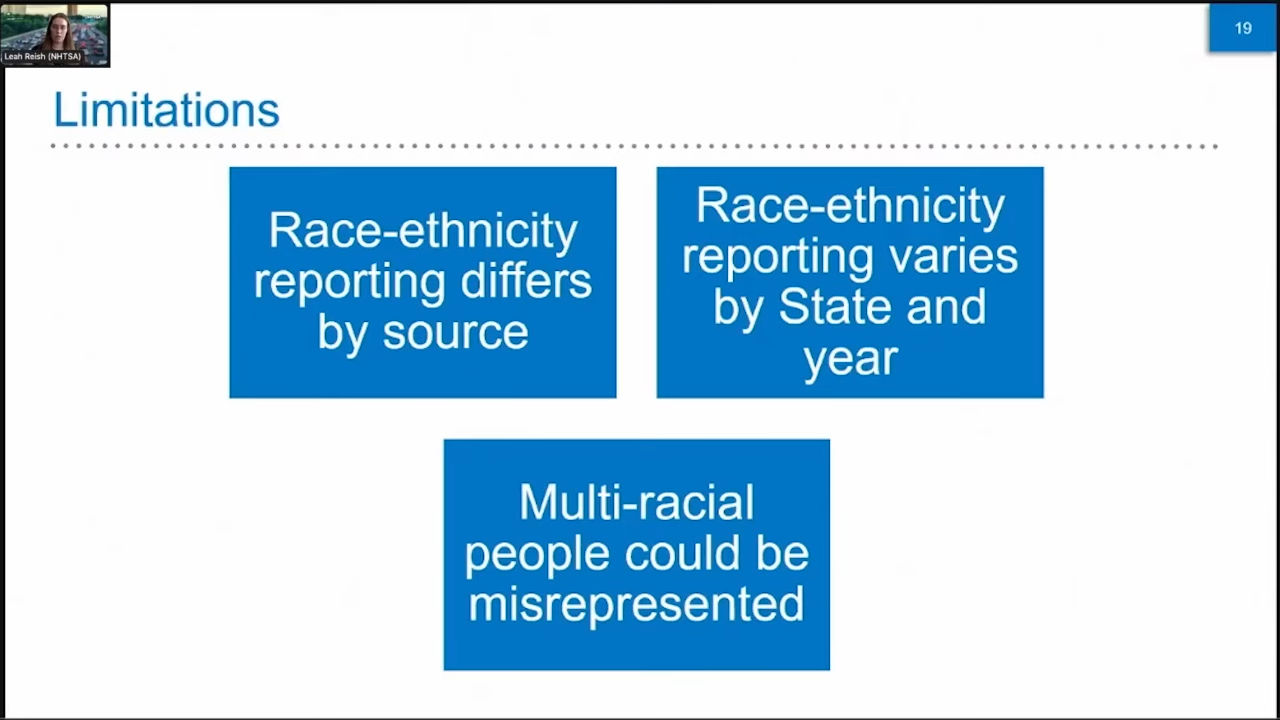 Leah Reish (NHTSA)
19
Limitations
Race-ethnicity
reporting differs
by source
Race-ethnicity
reporting varies
by State and
year
Multi-racial
people could be
misrepresented